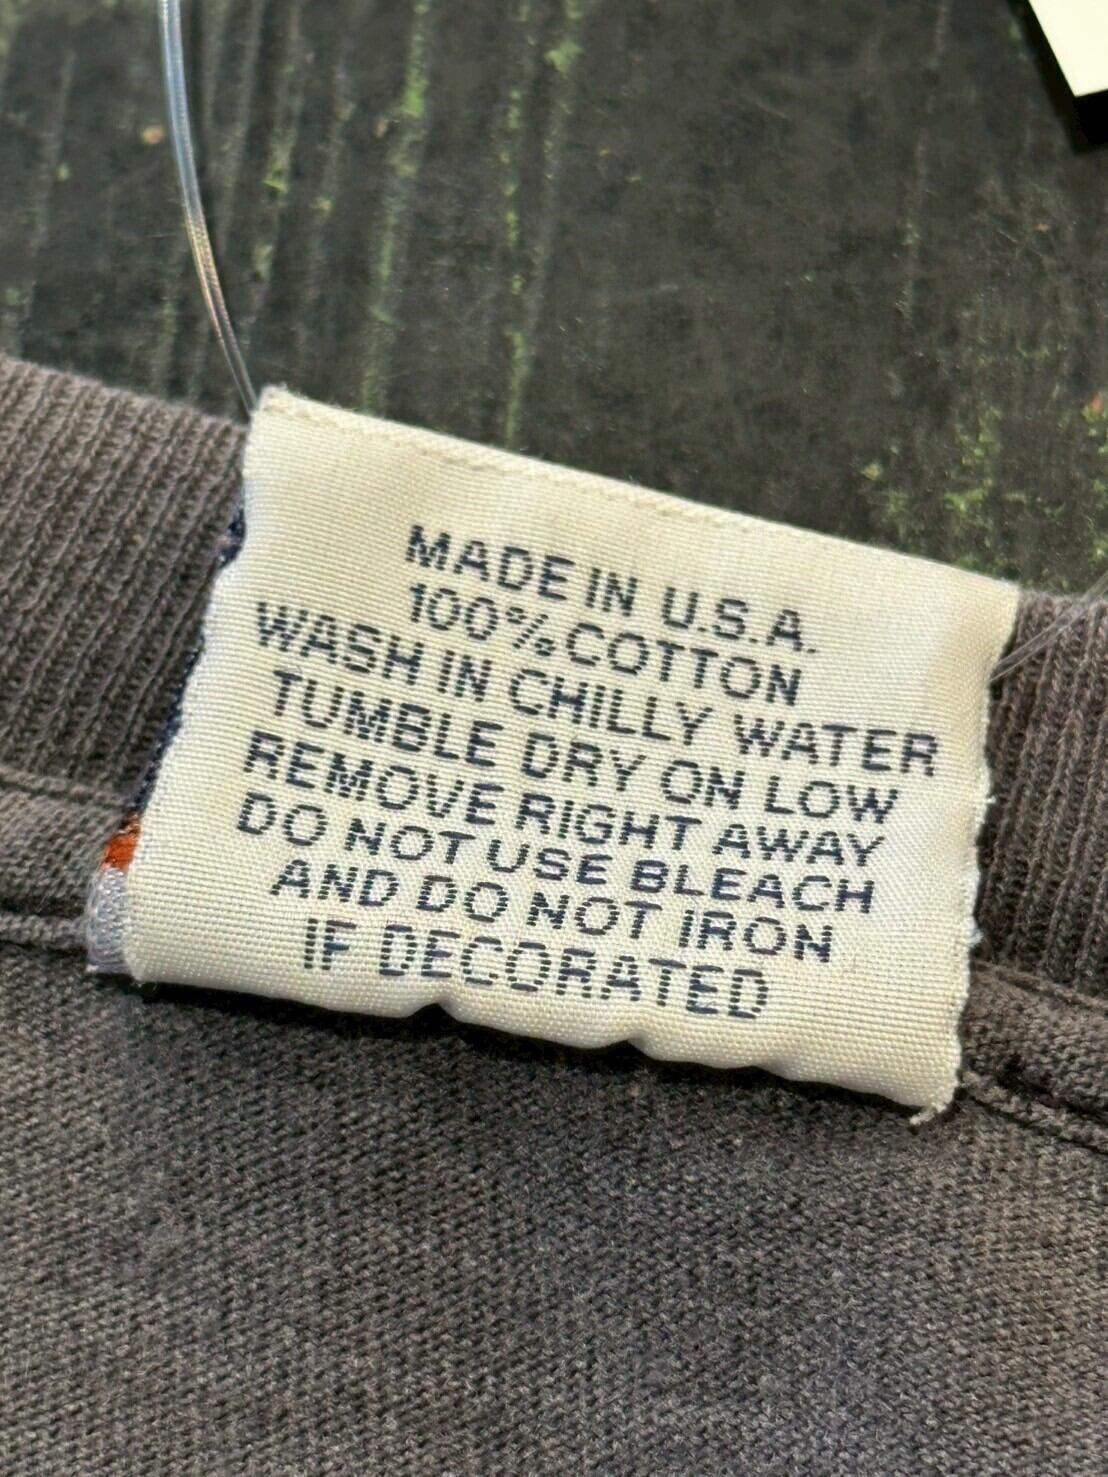 MADE IN U.S.A.
100% COTTON
WASH IN CHILLY WATER
TUMBLE DRY ON LOW
REMOVE RIGHT AWAY
DO NOT USE BLEACH
AND DO NOT IRON
IF DECORATED